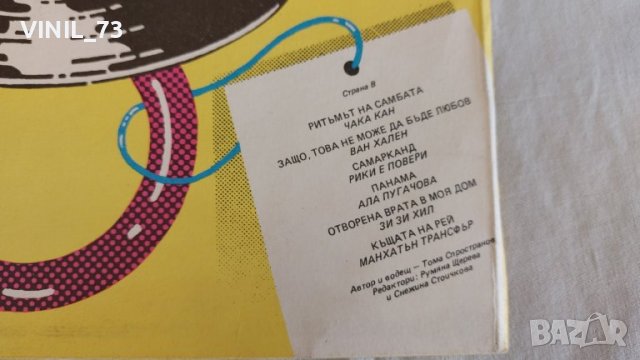 VINIL_73
Страна В
РИТЪМЪТ НА САМБАТА
ЧАКА КАН
ЗАЩО, ТОВА НЕ МОЖЕ ДА БЪДЕ ЛЮБОВ
ВАН ХАЛЕН
САМАРКАНД
РИКИ Е ПОВЕРИ
ПАНАМА
АЛА ПУГАЧОВА
ОТВОРЕНА ВРАТА В МОЯ ДОМ
ЗИ ЗИ ХИЛ
КЪЩАТА НА РЕЙ
МАНХАТЪН ТРАНСФЪР
Автор и водещ – Тома Спространов
Редактори: Румяна Щерева
и Снежина Стоичкова
BAZAR